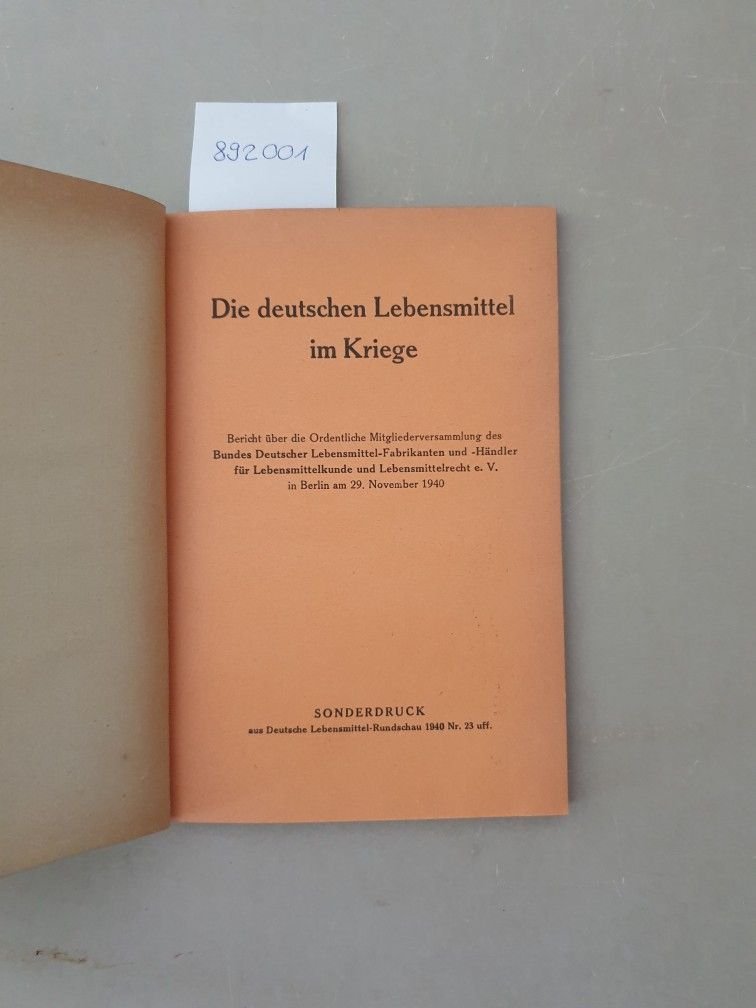 892001
Die deutschen Lebensmittel
im Kriege
Bericht über die Ordentliche Mitgliederversammlung des
Bundes Deutscher Lebensmittel-Fabrikanten und -Händler
für Lebensmittelkunde und Lebensmittelrecht e. V.
in Berlin am 29. November 1940
SONDERDRUCK
aus Deutsche Lebensmittel-Rundschau 1940 Nr. 23 uff.